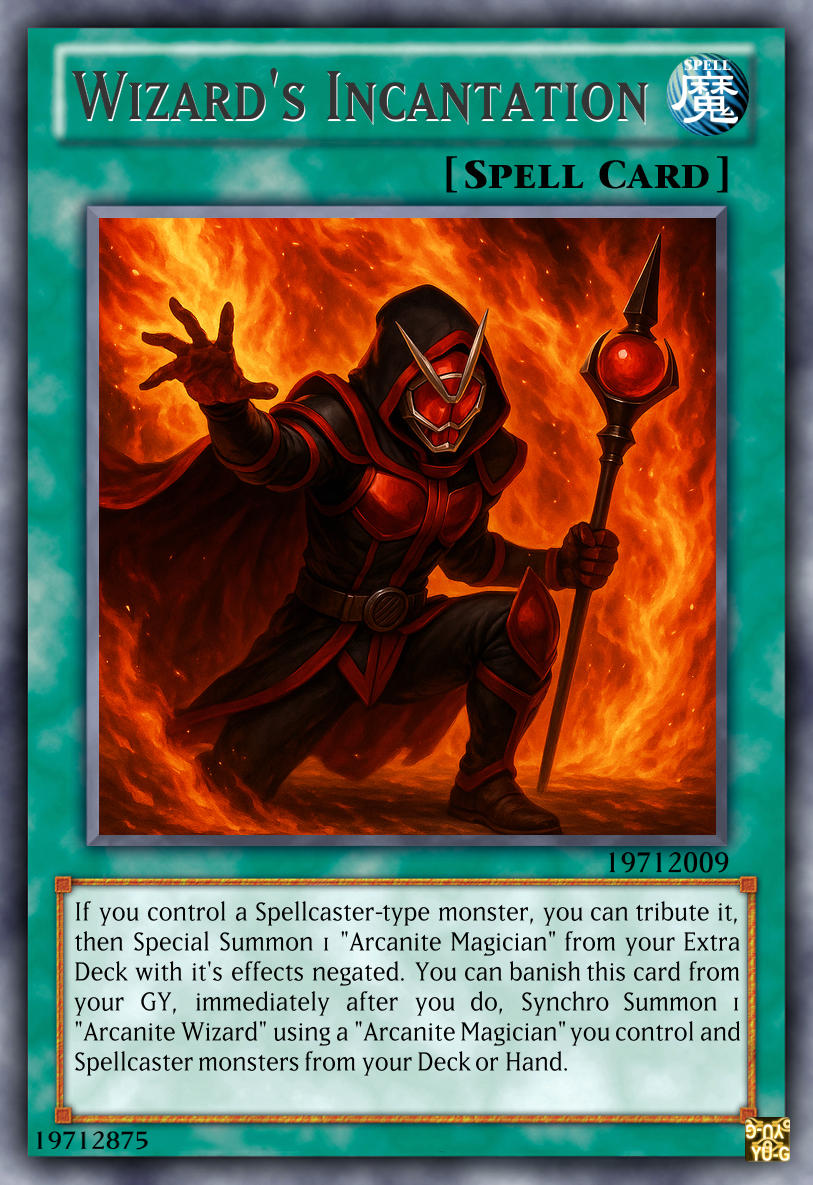 Wizard's Incantation
SPELL
魔
[Spell Card]
19712009
If you control a Spellcaster-type monster, you can tribute it,
then Special Summon 1 "Arcanite Magician" from your Extra
Deck with it's effects negated. You can banish this card from
your GY, immediately after you do, Synchro Summon 1
"Arcanite Wizard" using a "Arcanite Magician" you control and
Spellcaster monsters from your Deck or Hand.
19712875